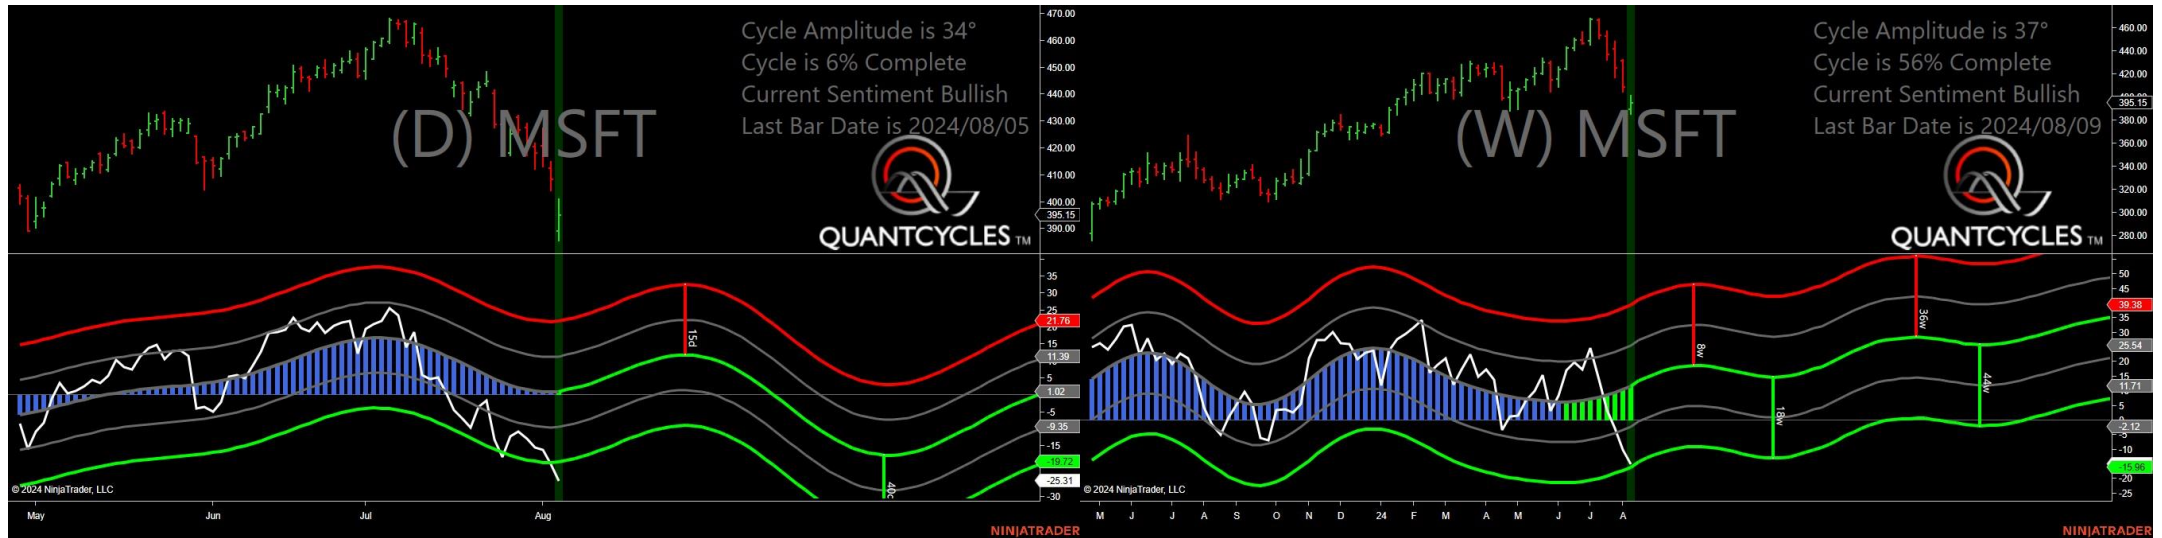 Cycle Amplitude is 34°
Cycle is 6% Complete
Current Sentiment Bullish
Last Bar Date is 2024/08/05
(D) MSFT
QUANTCYCLES TM
470.00
460.00
450.00
440.00
430.00
420.00
410.00
400.00
395.15
390.00
35
30
25
21.76
20
15
11.39
5
1.02
-5
-9.35
-15
-19.72
-25.31
-30
15d
40d
© 2024 NinjaTrader, LLC
May Jun Jul Aug
NINJATRADER
Cycle Amplitude is 37°
Cycle is 56% Complete
Current Sentiment Bullish
Last Bar Date is 2024/08/09
(W) MSFT
QUANTCYCLES TM
460.00
440.00
420.00
400.00
395.15
380.00
360.00
340.00
320.00
300.00
280.00
50
45
39.38
35
30
25.54
20
15
11.71
5
0
-2.12
-5
-10
-15.96
-20
-25
8w
18w
36w
44w
© 2024 NinjaTrader, LLC
M J J A S O N D 24 F M A M J J A
NINJATRADER